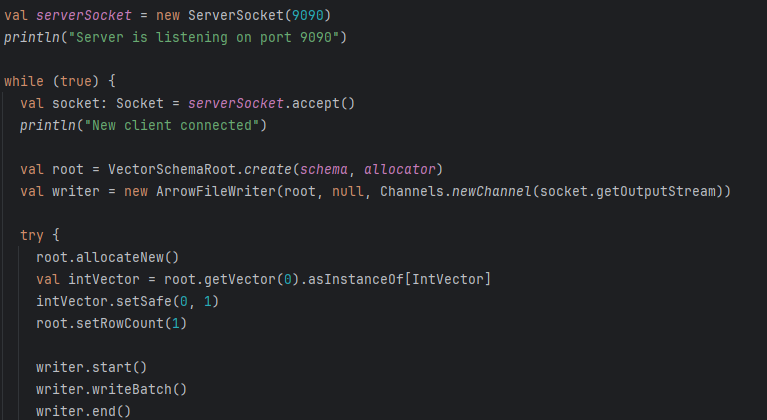 val serverSocket = new ServerSocket(9090)
println("Server is listening on port 9090")
while (true) {
val socket: Socket = serverSocket.accept()
println("New client connected")
val root = VectorSchemaRoot.create(schema, allocator)
val writer = new ArrowFileWriter(root, null, Channels.newChannel(socket.getOutputStream))
try {
root.allocateNew()
val intVector = root.getVector(0).asInstanceOf[IntVector]
intVector.setSafe(0, 1)
root.setRowCount(1)
writer.start()
writer.writeBatch()
writer.end()